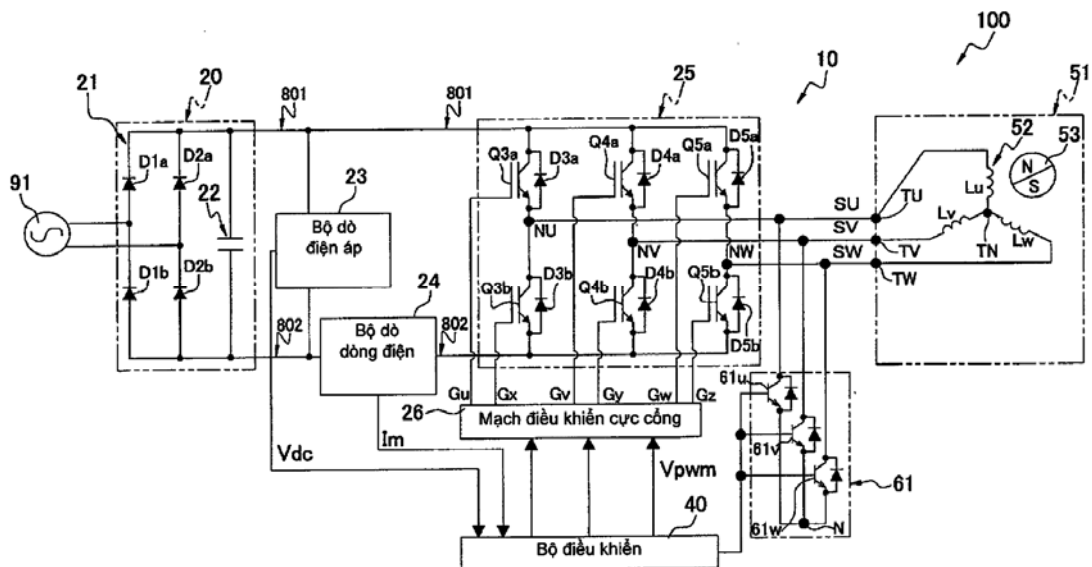 100
10
51
20
25
21
801
801
52
53
D1a
D2a
Q3a
D3a
Q4a
D4a
Q5a
D5a
N
S
91
22
23
Bộ dò
điện áp
Lu
SU
TU
NU
SV
Lv
Lw
NV
NW
SW
TV
TN
TW
D1b
D2b
24
Q3b
D3b
Q4b
D4b
Q5b
D5b
802
Bộ dò
dòng điện
802
61u
Gu
Gx
Gv
Gy
Gw
Gz
26
Mạch điều khiển cực cổng
61v
Vdc
Im
Vpwm
61
61w
N
40
Bộ điều khiển